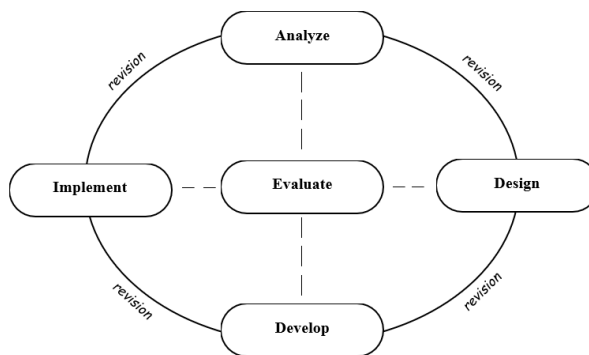 Analyze
revision
revision
Implement
Evaluate
Design
revision
revision
Develop